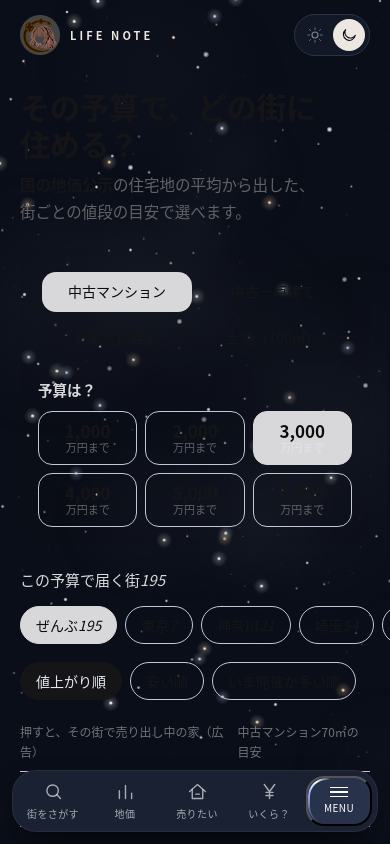 LIFE NOTE
その予算で、どの街に
住める？
国の地価公示の住宅地の平均から出した、
街ごとの値段の目安で選べます。
中古マンション
予算は？
1,000 2,000 3,000
万円まで 万円まで 万円まで
4,000 5,000
万円まで 万円まで 万円まで
この予算で届く街195
ぜんぶ195
値上がり順 安い順
押すと、その街で売り出し中の家（広告） 中古マンション70㎡の目安
街をさがす 地価 売りたい いくら？ MENU